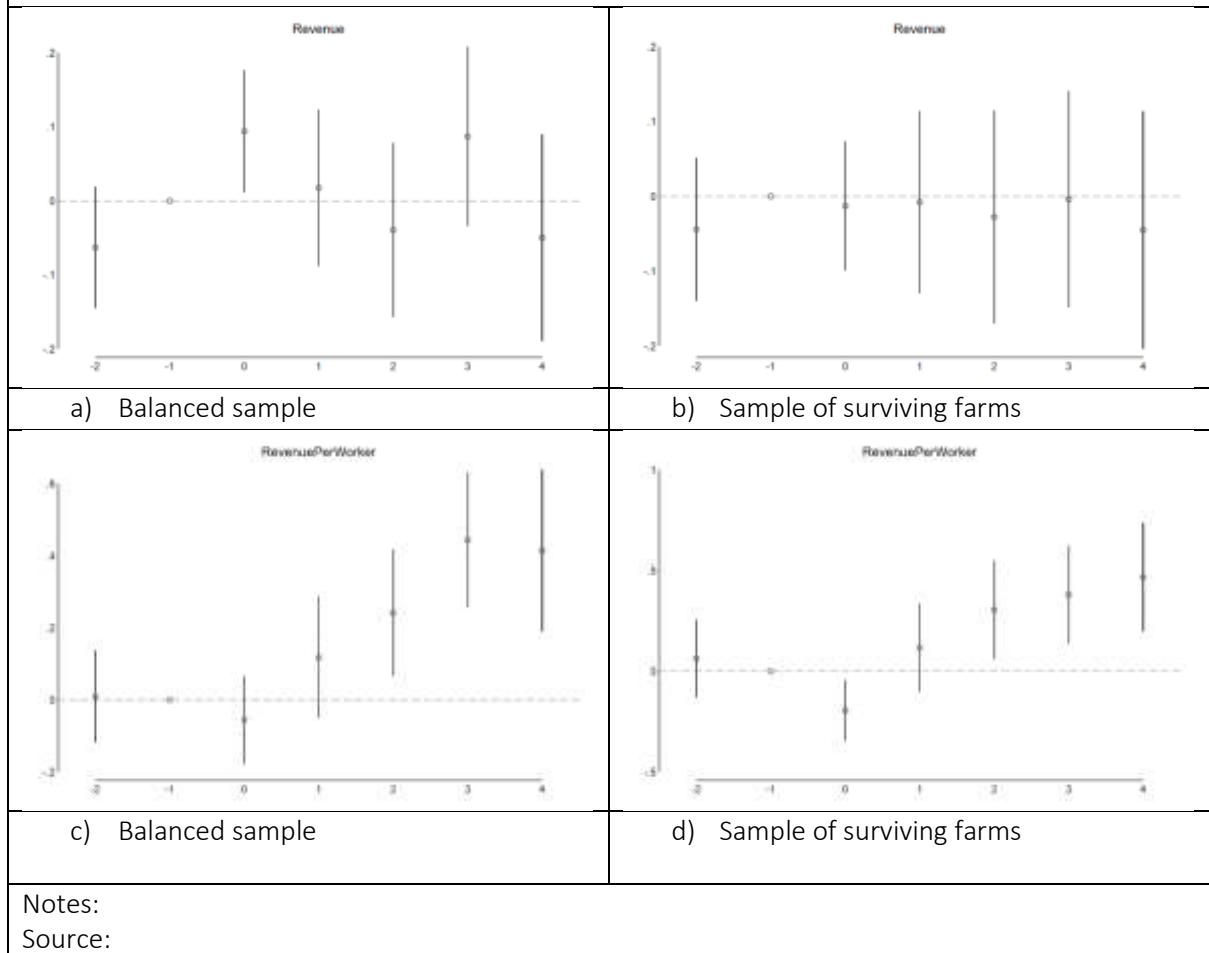 Revenue
.2
.1
0
-.1
-.2
-2 -1 0 1 2 3 4
Revenue
.2
.1
0
-.1
-.2
-2 -1 0 1 2 3 4
a) Balanced sample
b) Sample of surviving farms
RevenuePerWorker
.6
.4
.2
0
-.2
-2 -1 0 1 2 3 4
RevenuePerWorker
1
.5
0
-.5
-2 -1 0 1 2 3 4
c) Balanced sample
d) Sample of surviving farms
Notes:
Source: